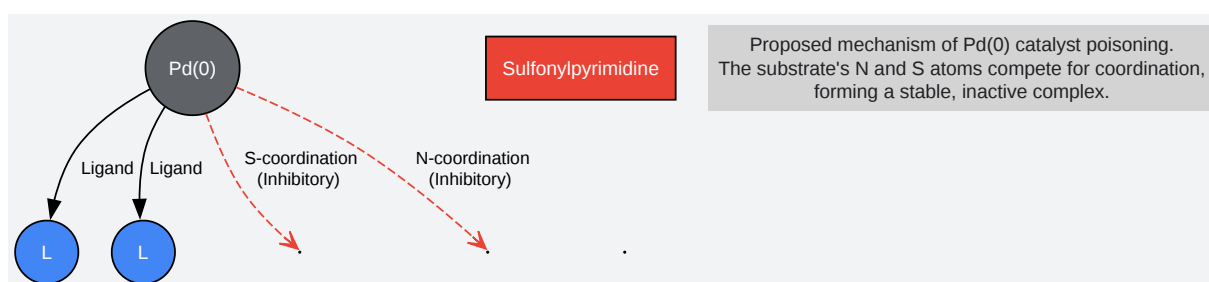 Pd(0)
Sulfonylpyrimidine
Proposed mechanism of Pd(0) catalyst poisoning.
The substrate's N and S atoms compete for coordination,
forming a stable, inactive complex.
Ligand
Ligand
S-coordination
(Inhibitory)
N-coordination
(Inhibitory)
L
L